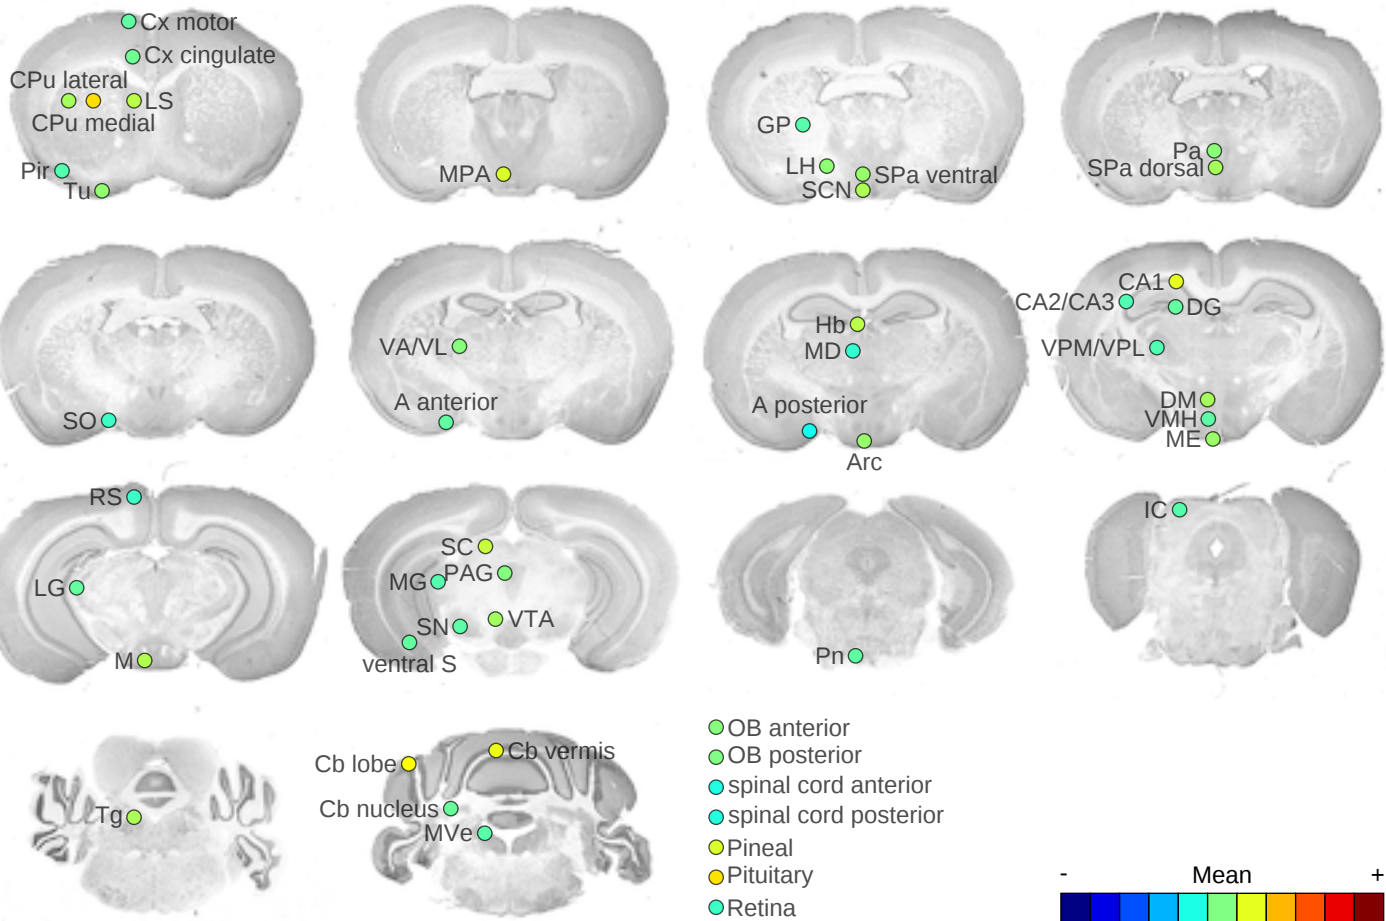 Cx motor
Cx cingulate
CPu lateral
LS
CPu medial
Pir
Tu
MPA
GP
LH
SPa ventral
SCN
Pa
SPa dorsal
SO
VA/VL
A anterior
Hb
MD
A posterior
Arc
CA1
CA2/CA3
DG
VPM/VPL
DM
VMH
ME
RS
LG
M
SC
MG
PAG
SN
VTA
ventral S
Pn
IC
Tg
Cb lobe
Cb vermis
Cb nucleus
MVe
OB anterior
OB posterior
spinal cord anterior
spinal cord posterior
Pineal
Pituitary
Retina
- Mean +